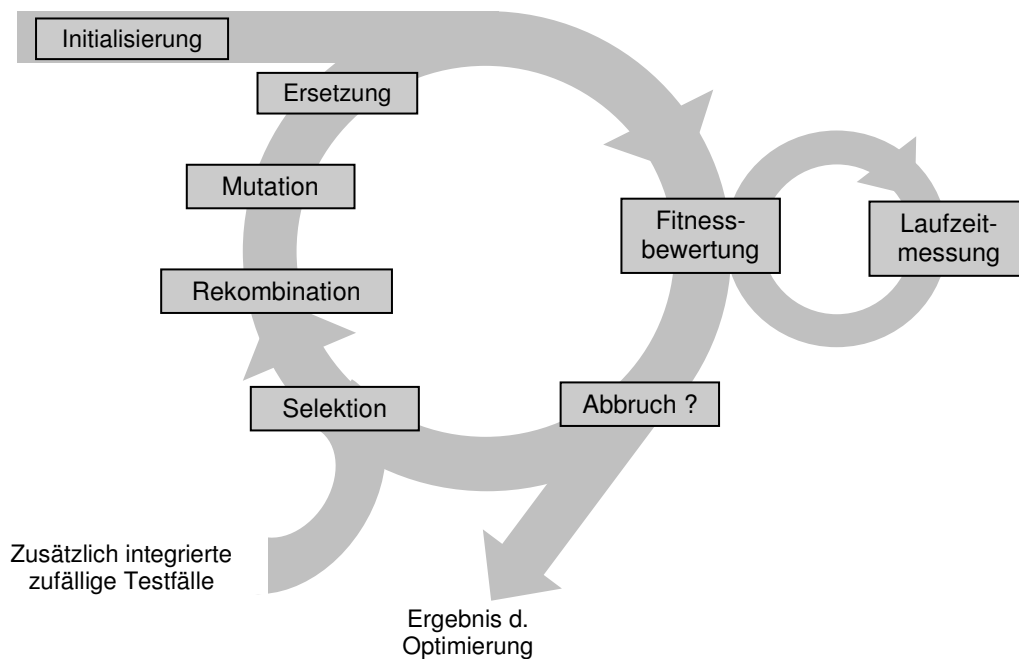 Initialisierung
Ersetzung
Mutation
Fitness-
bewertung
Laufzeit-
messung
Rekombination
Selektion
Abbruch ?
Zusätzlich integrierte
zufällige Testfälle
Ergebnis d.
Optimierung